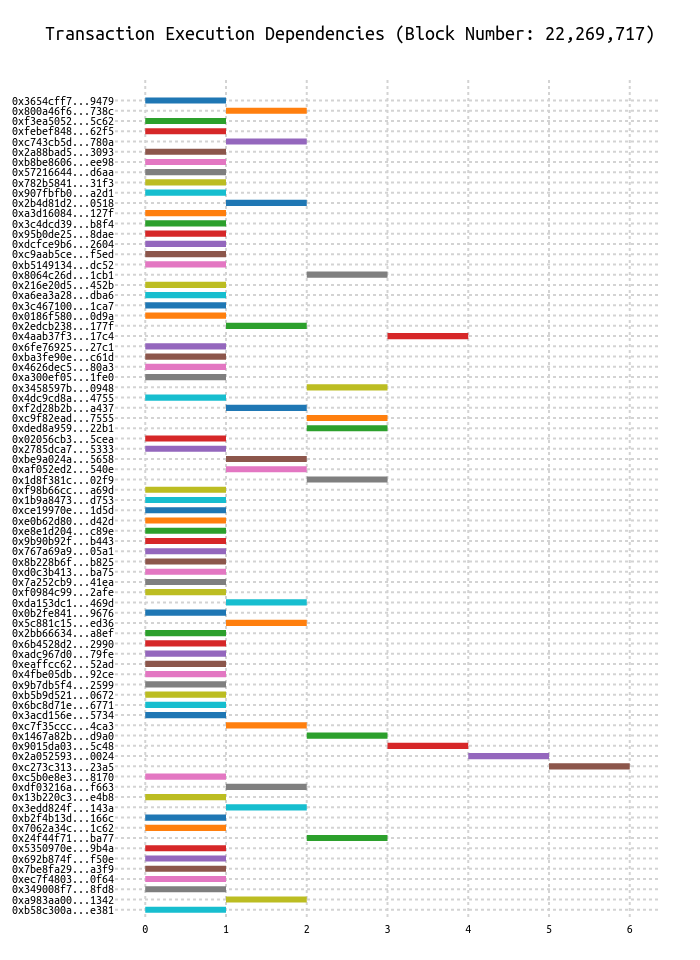 Transaction Execution Dependencies (Block Number: 22,269,717)
0x3654cff7...9479
0x800a46f6...738c
0xf3ea5052...5c62
0xfebef848...62f5
0xc743cb5d...780a
0x2a88bad5...3093
0xb8be8606...ee98
0x57216644...d6aa
0x782b5841...31f3
0x907fbfb0...a2d1
0x2b4d81d2...0518
0xa3d16084...127f
0x3c4dcd39...b8f4
0x95b0de25...8dae
0xdcfce9b6...2604
0xc9aab5ce...f5ed
0xb5149134...dc52
0x8064c26d...1cb1
0x216e20d5...452b
0xa6ea3a28...dba6
0x3c467100...1ca7
0x0186f580...0d9a
0x2edcb238...177f
0x4aab37f3...17c4
0x6fe76925...27c1
0xba3fe90e...c61d
0x4626dec5...80a3
0xa300ef05...1fe0
0x3458597b...0948
0x4dc9cd8a...4755
0xf2d28b2b...a437
0xc9f82ead...7555
0xded8a959...22b1
0x02056cb3...5cea
0x2785dca7...5333
0xbe9a024a...5658
0xaf052ed2...540e
0x1d8f381c...02f9
0xf98b66cc...a69d
0x1b9a8473...d753
0xce19970e...1d5d
0xe0b62d80...d42d
0xe8e1d204...c89e
0x9b90b92f...b443
0x767a69a9...05a1
0x8b228b6f...b825
0xd0c3b413...ba75
0x7a252cb9...41ea
0xf0984c99...2afe
0xda153dc1...469d
0x0b2fe841...9676
0x5c881c15...ed36
0x2bb66634...a8ef
0x6b4528d2...2990
0xadc967d0...79fe
0xeaffcc62...52ad
0x4fbe05db...92ce
0x9b7db5f4...2599
0xb5b9d521...0672
0x6bc8d71e...6771
0x3acd156e...5734
0xc7f35ccc...4ca3
0x1467a82b...d9a0
0x9015da03...5c48
0x2a052593...0024
0xc273c313...23a5
0xc5b0e8e3...8170
0xdf03216a...f663
0x13b220c3...e4b8
0x3edd824f...143a
0xb2f4b13d...166c
0x7062a34c...1c62
0x24f44f71...ba77
0x5350970e...9b4a
0x692b874f...f50e
0x7be8fa29...a3f9
0xec7f4803...0f64
0x349008f7...8fd8
0xa983aa00...1342
0xb58c300a...e381
0 1 2 3 4 5 6